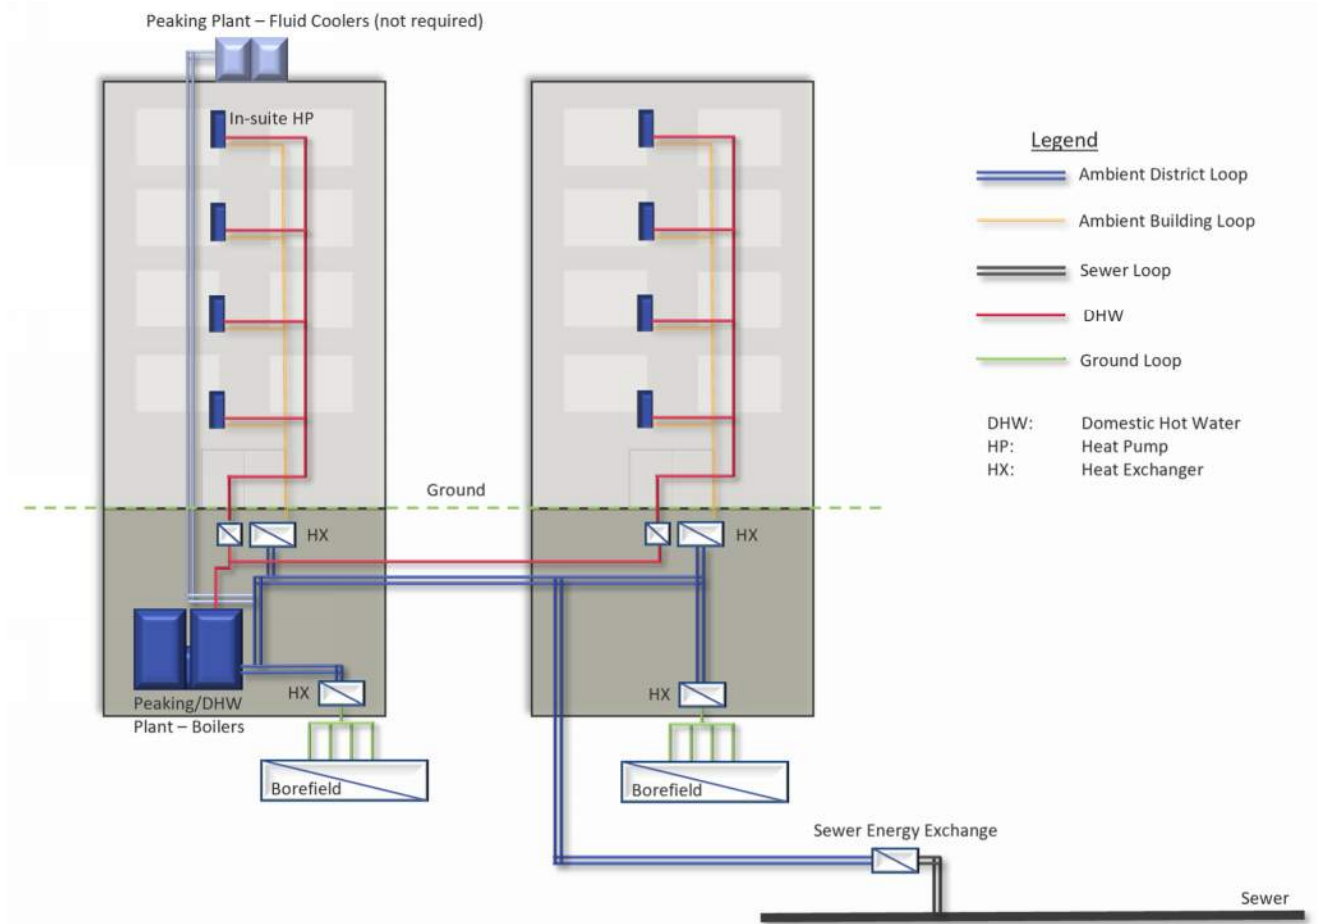 Peaking Plant – Fluid Coolers (not required)
In-suite HP
Legend
Ambient District Loop
Ambient Building Loop
Sewer Loop
DHW
Ground Loop
DHW: Domestic Hot Water
HP: Heat Pump
HX: Heat Exchanger
Ground
HX
HX
HX
HX
Peaking/DHW
Plant – Boilers
Borefield
Borefield
Sewer Energy Exchange
Sewer